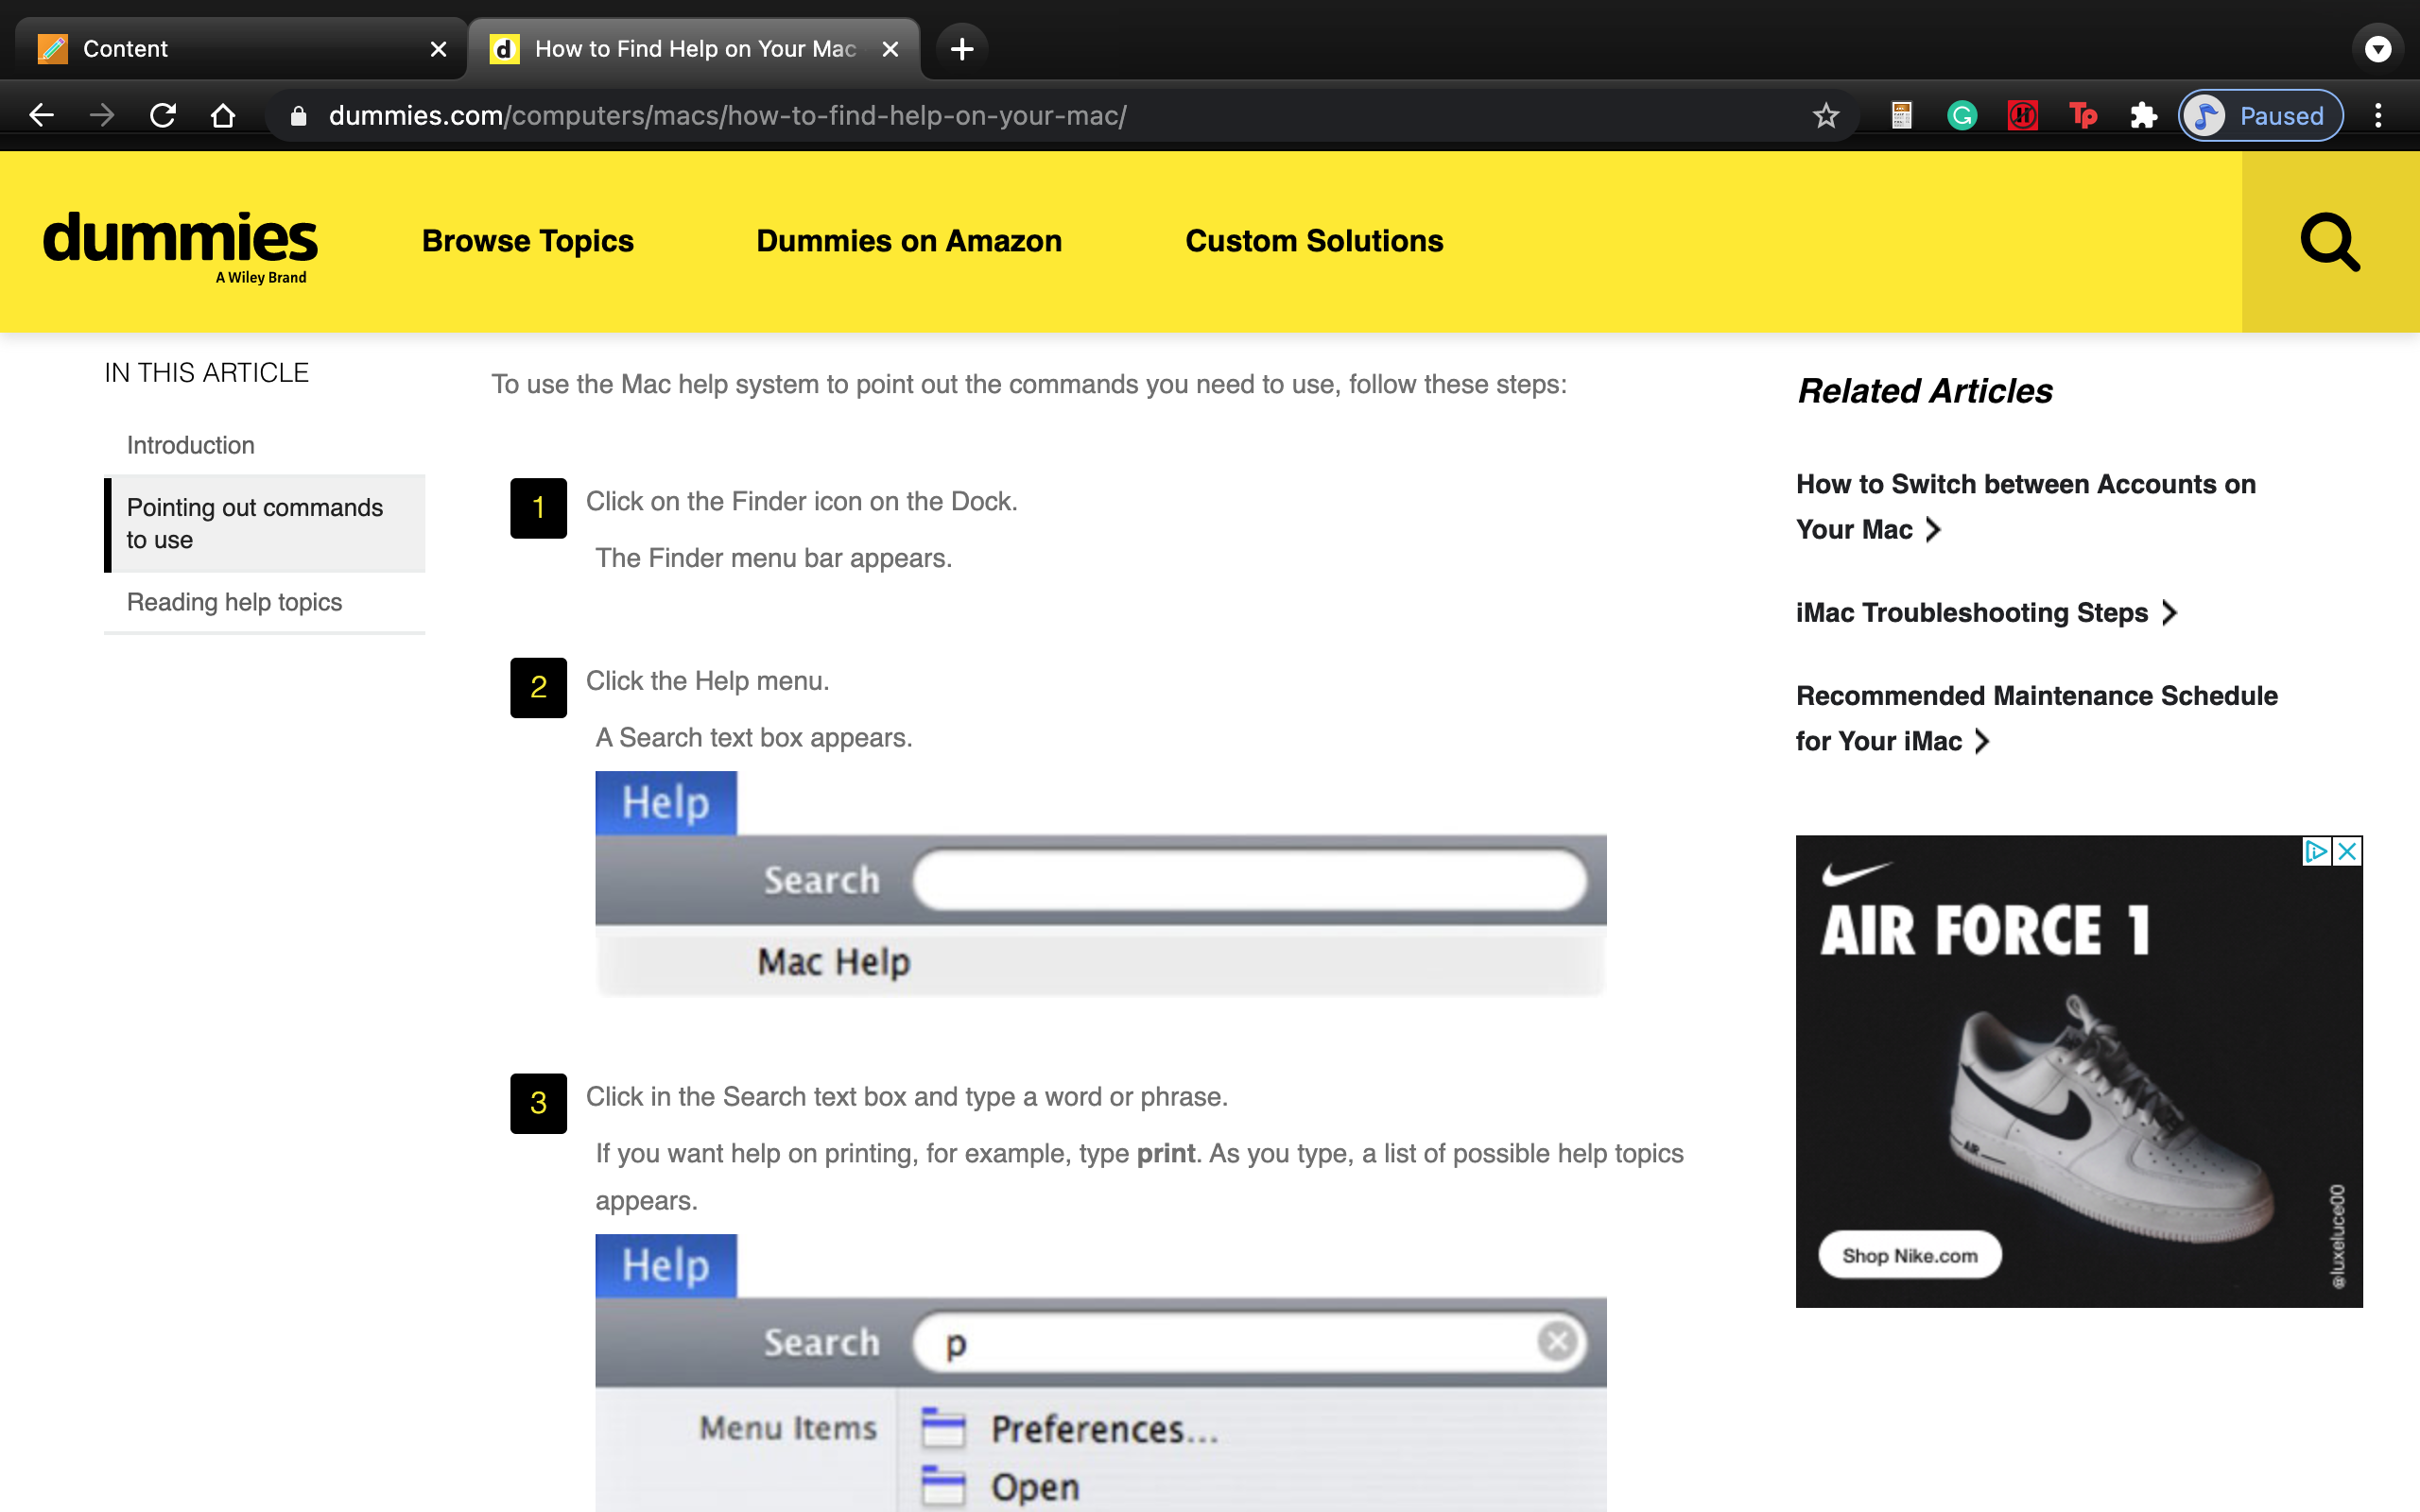 Content
How to Find Help on Your Mac
dummies.com/computers/macs/how-to-find-help-on-your-mac/
Paused
dummies
A Wiley Brand
Browse Topics
Dummies on Amazon
Custom Solutions
IN THIS ARTICLE
Introduction
Pointing out commands
to use
Reading help topics
To use the Mac help system to point out the commands you need to use, follow these steps:
1 Click on the Finder icon on the Dock.
The Finder menu bar appears.
2 Click the Help menu.
A Search text box appears.
Help
Search
Mac Help
3 Click in the Search text box and type a word or phrase.
If you want help on printing, for example, type print. As you type, a list of possible help topics
appears.
Help
Search p
Menu Items Preferences...
Open
Related Articles
How to Switch between Accounts on
Your Mac
iMac Troubleshooting Steps
Recommended Maintenance Schedule
for Your iMac
AIR FORCE 1
AIR
Shop Nike.com
@luxeluce00